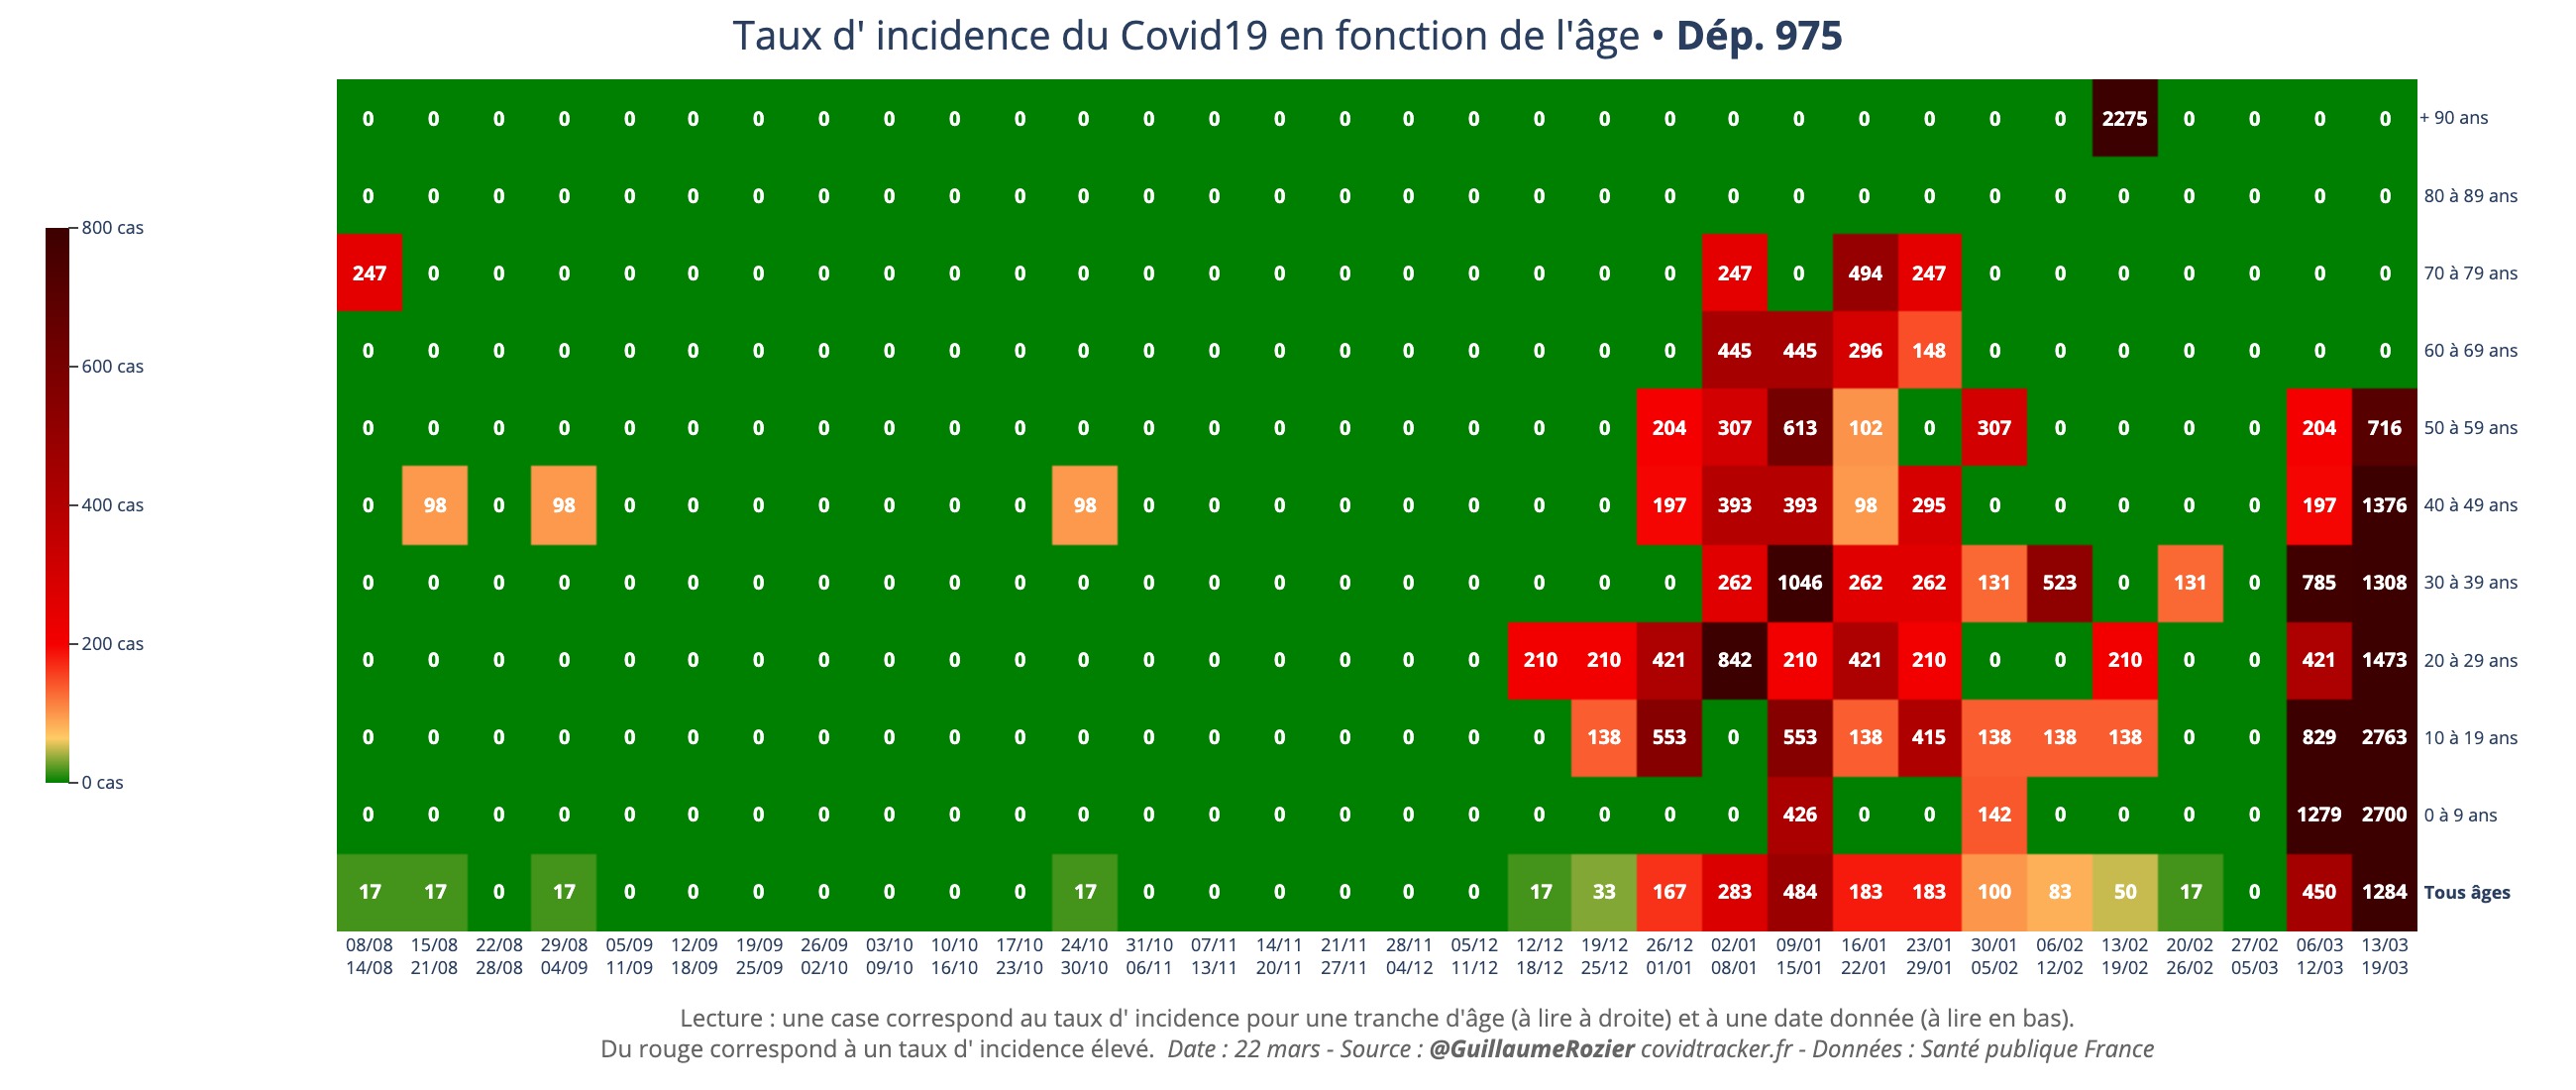 Taux d' incidence du Covid19 en fonction de l'âge • Dép. 975
800 cas
600 cas
400 cas
200 cas
0 cas
0 0 0 0 0 0 0 0 0 0 0 0 0 0 0 0 0 0 0 0 0 0 0 0 0 0 0 2275 0 0 0 0 + 90 ans
0 0 0 0 0 0 0 0 0 0 0 0 0 0 0 0 0 0 0 0 0 0 0 0 0 0 0 0 0 0 0 0 80 à 89 ans
247 0 0 0 0 0 0 0 0 0 0 0 0 0 0 0 0 0 0 0 0 247 0 494 247 0 0 0 0 0 0 0 70 à 79 ans
0 0 0 0 0 0 0 0 0 0 0 0 0 0 0 0 0 0 0 0 0 445 445 296 148 0 0 0 0 0 0 0 60 à 69 ans
0 0 0 0 0 0 0 0 0 0 0 0 0 0 0 0 0 0 0 0 204 307 613 102 0 307 0 0 0 0 204 716 50 à 59 ans
0 98 0 98 0 0 0 0 0 0 0 98 0 0 0 0 0 0 0 0 197 393 393 98 295 0 0 0 0 0 197 1376 40 à 49 ans
0 0 0 0 0 0 0 0 0 0 0 0 0 0 0 0 0 0 0 0 0 262 1046 262 262 131 523 0 131 0 785 1308 30 à 39 ans
0 0 0 0 0 0 0 0 0 0 0 0 0 0 0 0 0 0 210 210 421 842 210 421 210 0 0 210 0 0 421 1473 20 à 29 ans
0 0 0 0 0 0 0 0 0 0 0 0 0 0 0 0 0 0 0 138 553 0 553 138 415 138 138 138 0 0 829 2763 10 à 19 ans
0 0 0 0 0 0 0 0 0 0 0 0 0 0 0 0 0 0 0 0 0 0 426 0 0 142 0 0 0 0 1279 2700 0 à 9 ans
17 17 0 17 0 0 0 0 0 0 0 17 0 0 0 0 0 0 17 33 167 283 484 183 183 100 83 50 17 0 450 1284 Tous âges
08/08 15/08 22/08 29/08 05/09 12/09 19/09 26/09 03/10 10/10 17/10 24/10 31/10 07/11 14/11 21/11 28/11 05/12 12/12 19/12 26/12 02/01 09/01 16/01 23/01 30/01 06/02 13/02 20/02 27/02 06/03 13/03
14/08 21/08 28/08 04/09 11/09 18/09 25/09 02/10 09/10 16/10 23/10 30/10 06/11 13/11 20/11 27/11 04/12 11/12 18/12 25/12 01/01 08/01 15/01 22/01 29/01 05/02 12/02 19/02 26/02 05/03 12/03 19/03
Lecture : une case correspond au taux d' incidence pour une tranche d'âge (à lire à droite) et à une date donnée (à lire en bas).
Du rouge correspond à un taux d' incidence élevé. Date : 22 mars - Source : @GuillaumeRozier covidtracker.fr - Données : Santé publique France